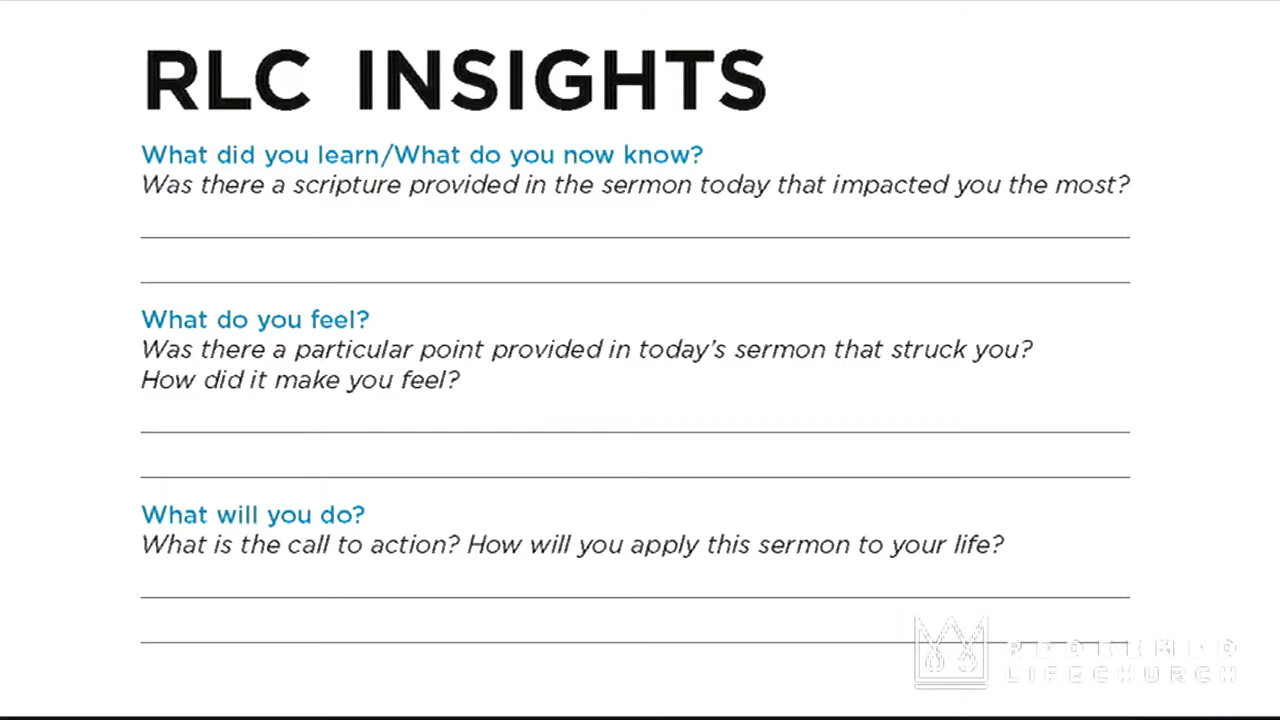 RLC INSIGHTS
What did you learn/What do you now know?
Was there a scripture provided in the sermon today that impacted you the most?
What do you feel?
Was there a particular point provided in today's sermon that struck you?
How did it make you feel?
What will you do?
What is the call to action? How will you apply this sermon to your life?
REDEEMED
LIFECHURCH